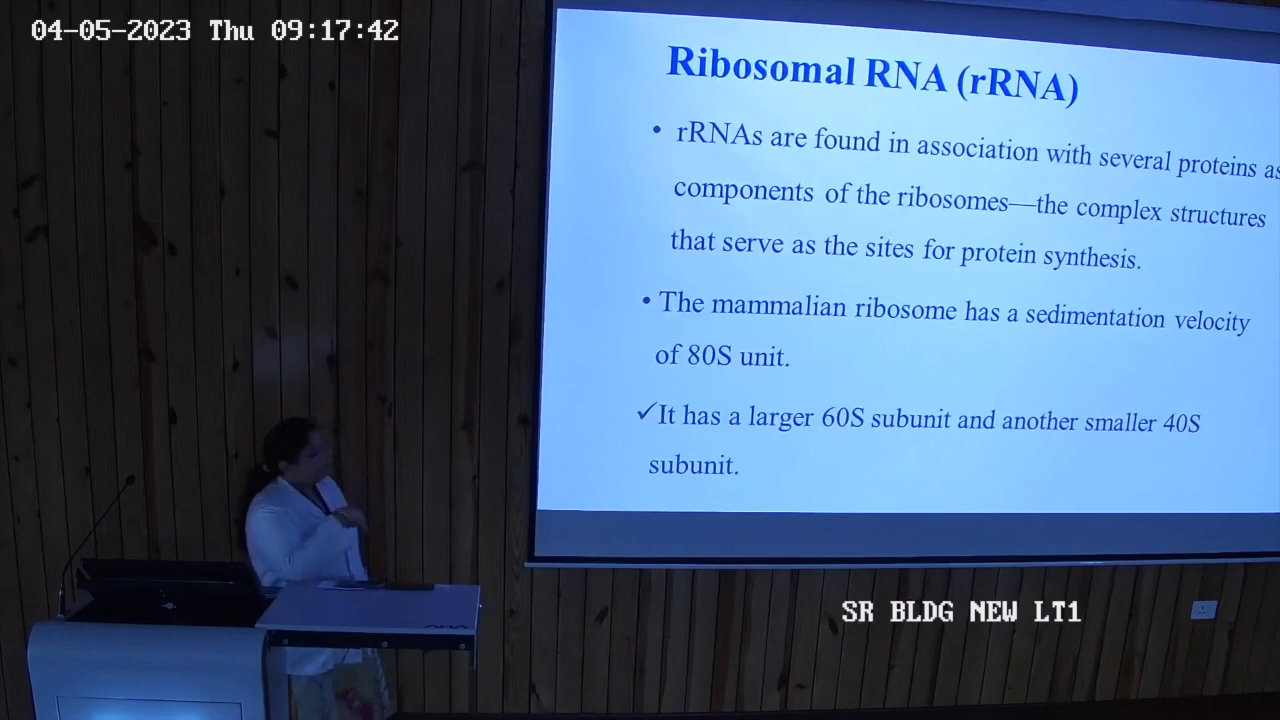 04-05-2023 Thu 09:17:42
Ribosomal RNA (rRNA)
• rRNAs are found in association with several proteins as
components of the ribosomes—the complex structures
that serve as the sites for protein synthesis.
• The mammalian ribosome has a sedimentation velocity
of 80S unit.
✓It has a larger 60S subunit and another smaller 40S
subunit.
SR BLDG NEW LT1